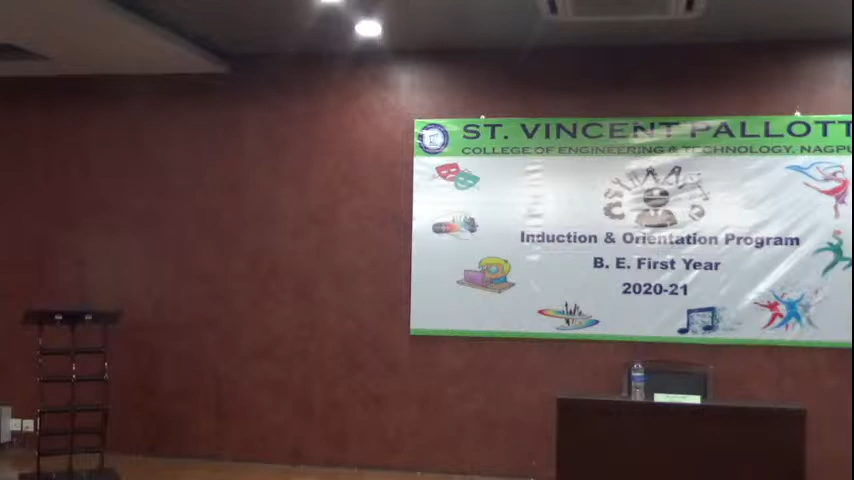 ST. VINCENT PALLOTT
COLLEGE OF ENGINEERING & TECHNOLOGY, NAGPU
Induction & Orientation Program
B. E. First Year
2020-21